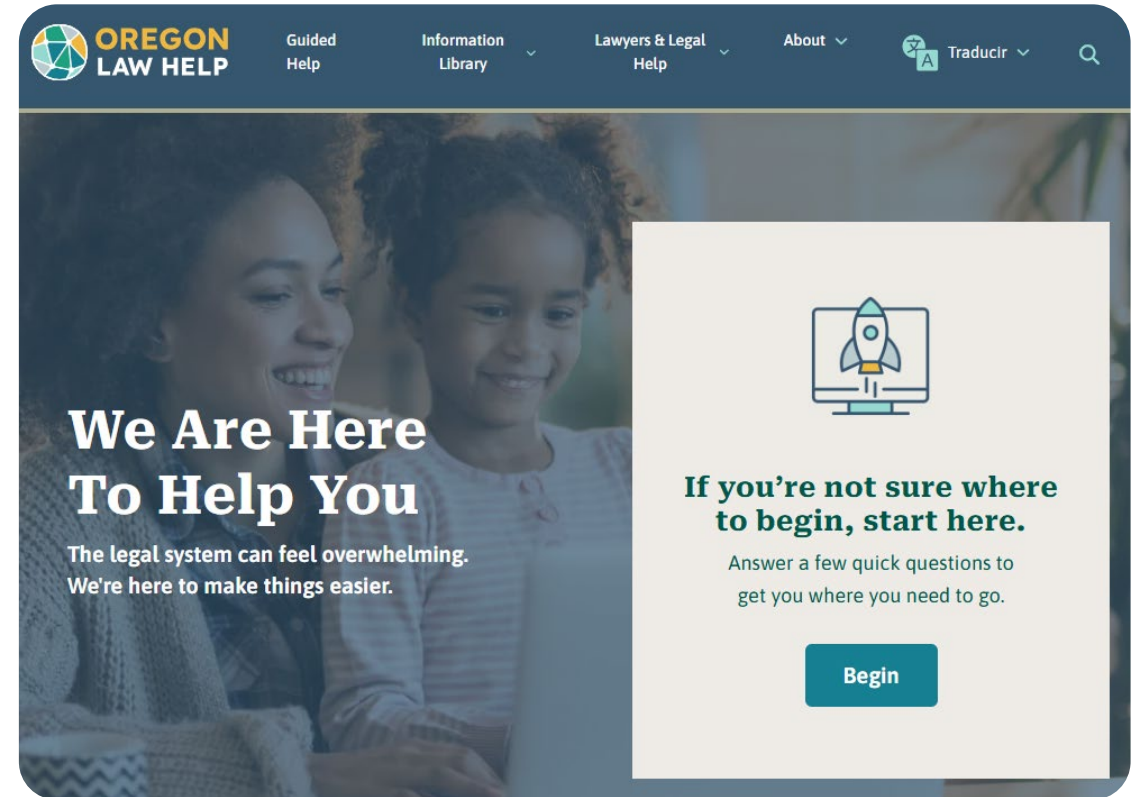 OREGON
LAW HELP
Guided
Help
Information
Library
Lawyers & Legal
Help
About
文
A
Traducir
We Are Here
To Help You
The legal system can feel overwhelming.
We're here to make things easier.
If you’re not sure where
to begin, start here.
Answer a few quick questions to
get you where you need to go.
Begin